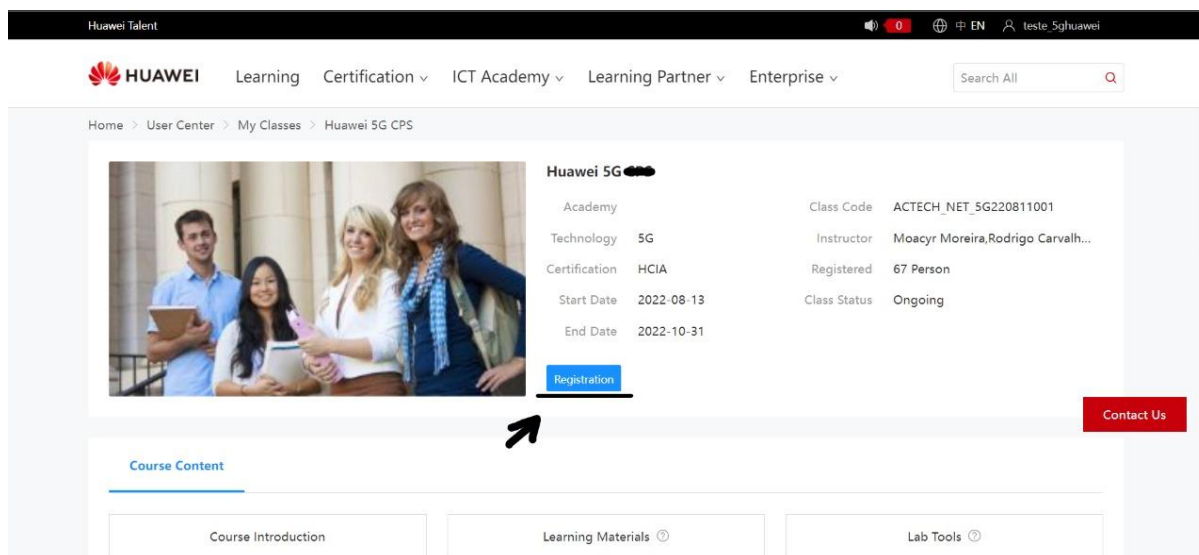 Huawei Talent 0 中 EN teste_5ghuawei
HUAWEI Learning Certification ICT Academy Learning Partner Enterprise Search All
Home > User Center > My Classes > Huawei 5G CPS
Huawei 5G
Academy Class Code ACTECH_NET_5G220811001
Technology 5G Instructor Moacyr Moreira,Rodrigo Carvalh...
Certification HCIA Registered 67 Person
Start Date 2022-08-13 Class Status Ongoing
End Date 2022-10-31
Registration
Contact Us
Course Content
Course Introduction Learning Materials Lab Tools